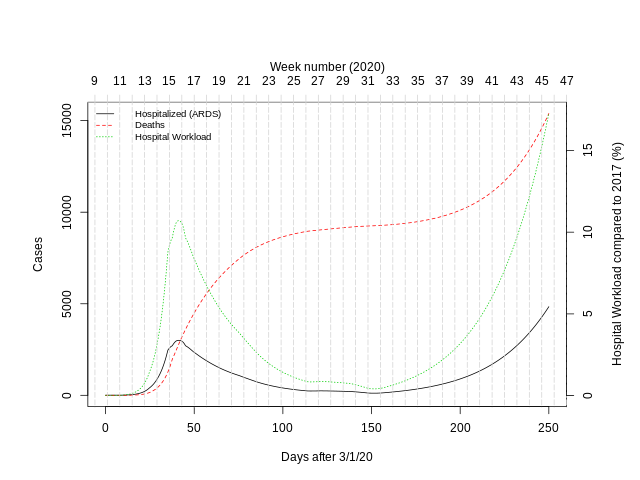 Week number (2020)
9 11 13 15 17 19 21 23 25 27 29 31 33 35 37 39 41 43 45 47
Hospitalized (ARDS)
Deaths
Hospital Workload
15000
10000
5000
0
Cases
15
10
5
0
Hospital Workload compared to 2017 (%)
0 50 100 150 200 250
Days after 3/1/20